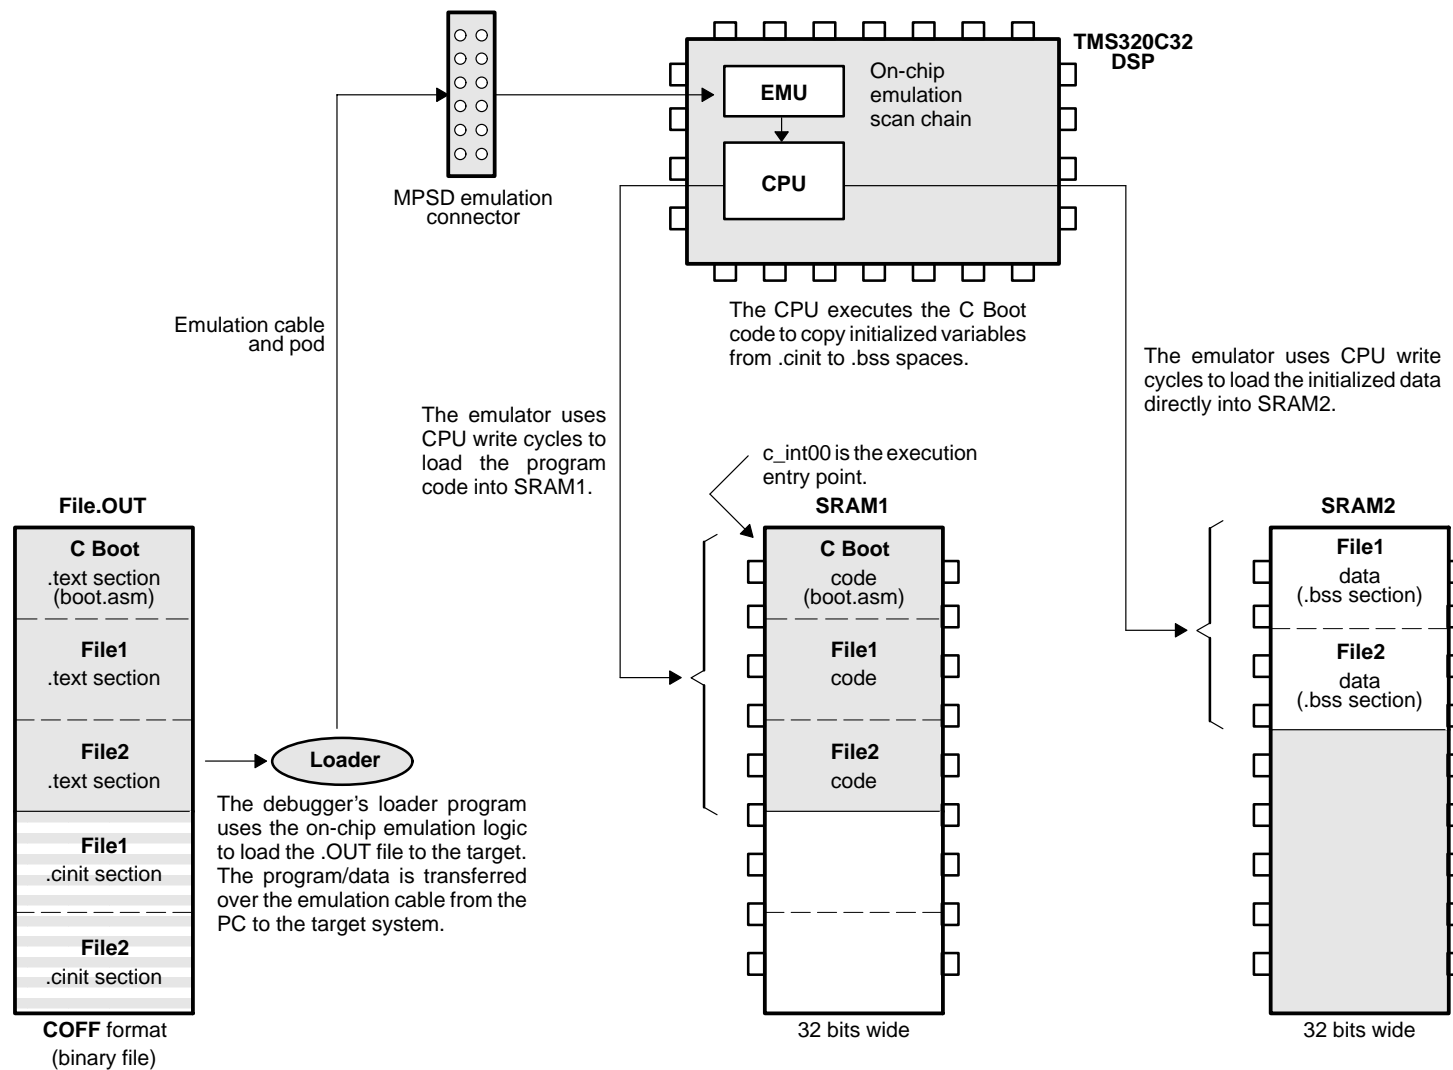 TMS320C32
DSP
On-chip
emulation
scan chain
EMU
CPU
MPSD emulation
connector
Emulation cable
and pod
The CPU executes the C Boot
code to copy initialized variables
from .cinit to .bss spaces.
The emulator uses CPU write
cycles to load the initialized data
directly into SRAM2.
The emulator uses
CPU write cycles to
load the program
code into SRAM1.
c_int00 is the execution
entry point.
File.OUT
C Boot
.text section
(boot.asm)
File1
.text section
File2
.text section
File1
.cinit section
File2
.cinit section
COFF format
(binary file)
Loader
The debugger’s loader program
uses the on-chip emulation logic
to load the .OUT file to the target.
The program/data is transferred
over the emulation cable from the
PC to the target system.
SRAM1
C Boot
code
(boot.asm)
File1
code
File2
code
32 bits wide
SRAM2
File1
data
(.bss section)
File2
data
(.bss section)
32 bits wide